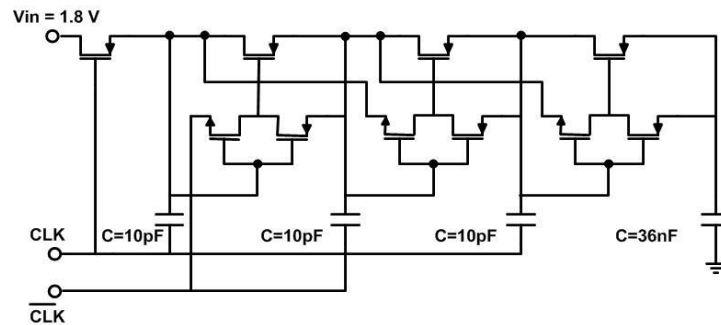 Vin = 1.8 V
CLK
C=10pF
C=10pF
C=10pF
C=36nF
CLK